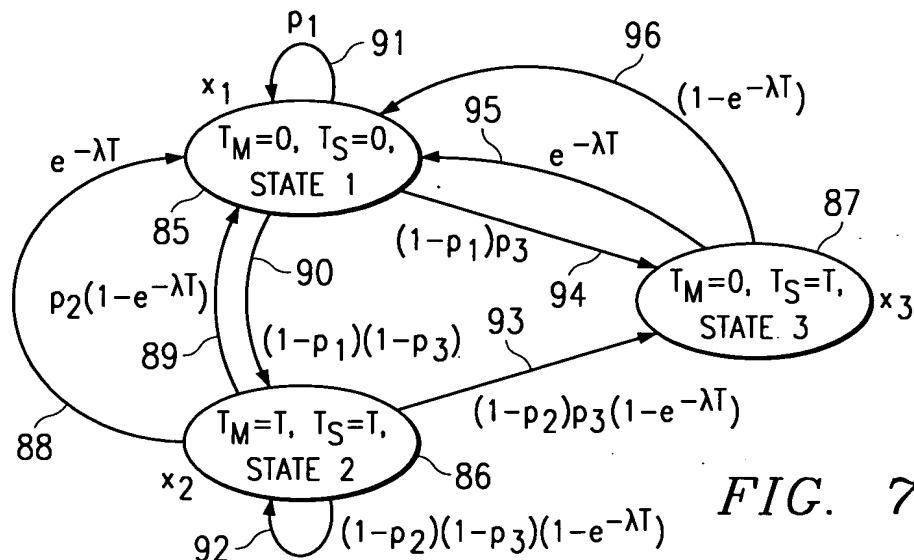 p₁
91
96
x₁
(1-e^-λT)
95
e^-λT
T_M=0, T_S=0,
STATE 1
e^-λT
85
87
(1-p₁)p₃
90
94
T_M=0, T_S=T,
STATE 3
x₃
p₂(1-e^-λT)
93
89
(1-p₁)(1-p₃)
88
T_M=T, T_S=T,
STATE 2
(1-p₂)p₃(1-e^-λT)
x₂
86
92
(1-p₂)(1-p₃)(1-e^-λT)
FIG. 7